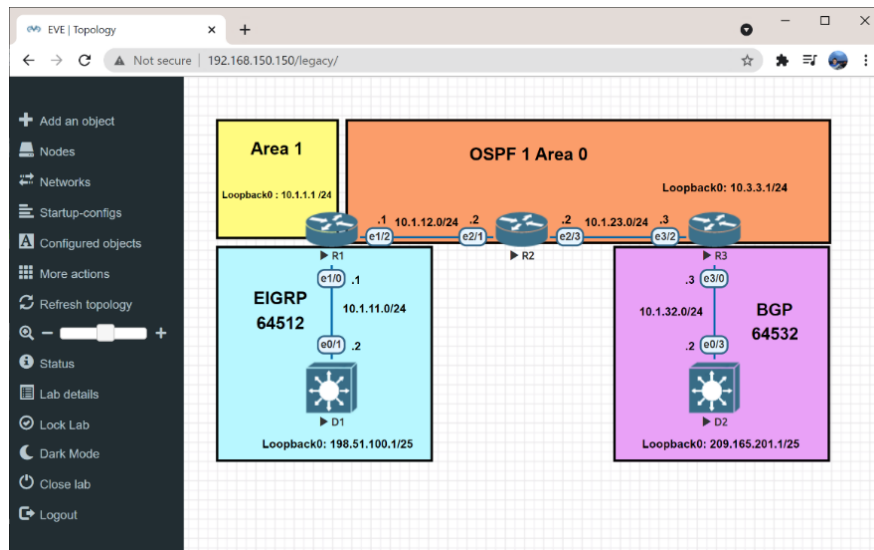 EVE | Topology
Not secure | 192.168.150.150/legacy/
Add an object
Nodes
Networks
Startup-configs
Configured objects
More actions
Refresh topology
Status
Lab details
Lock Lab
Dark Mode
Close lab
Logout
Area 1
Loopback0 : 10.1.1.1 /24
OSPF 1 Area 0
Loopback0: 10.3.3.1/24
.1 10.1.12.0/24 .2 .2 10.1.23.0/24 .3
e1/2 e2/1 e2/3 e3/2
R1 R2 R3
EIGRP
64512
e1/0 .1
10.1.11.0/24
e0/1 .2
D1
Loopback0: 198.51.100.1/25
.3 e3/0
10.1.32.0/24
BGP
64532
.2 e0/3
D2
Loopback0: 209.165.201.1/25